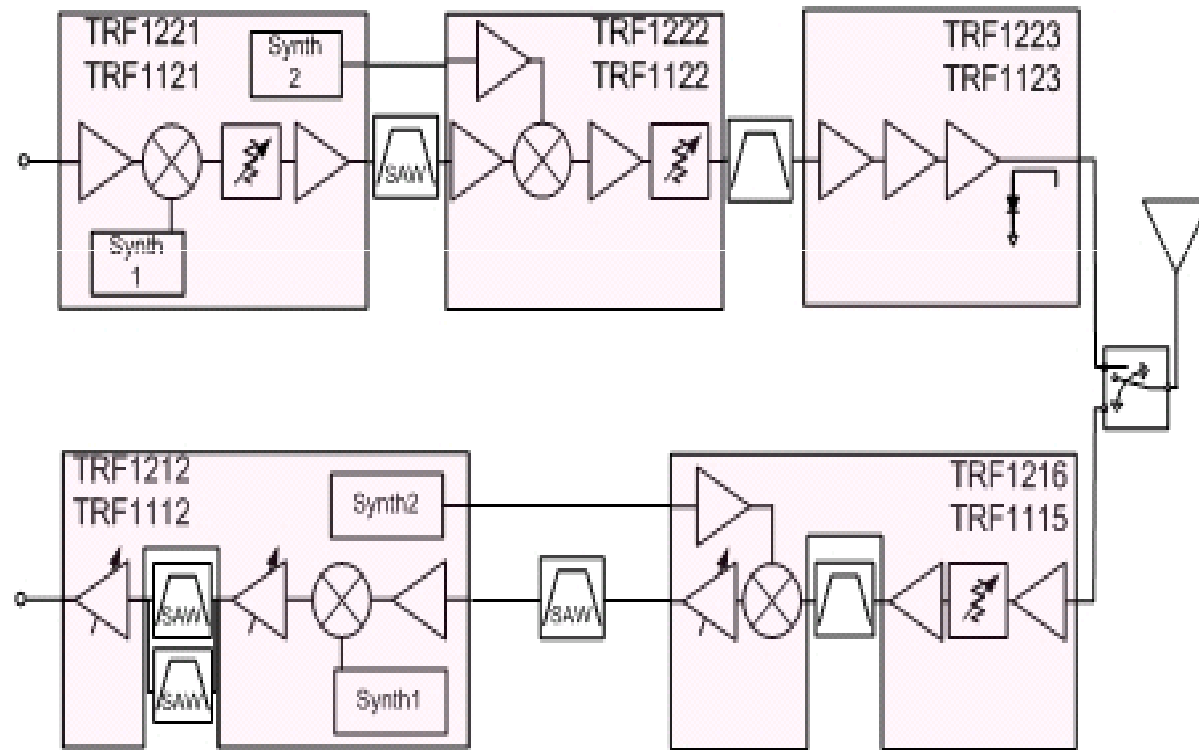 TRF1221
TRF1121
Synth
2
TRF1222
TRF1122
TRF1223
TRF1123
SAW
Synth
1
TRF1212
TRF1112
Synth2
TRF1216
TRF1115
SAW
SAW
SAW
Synth1